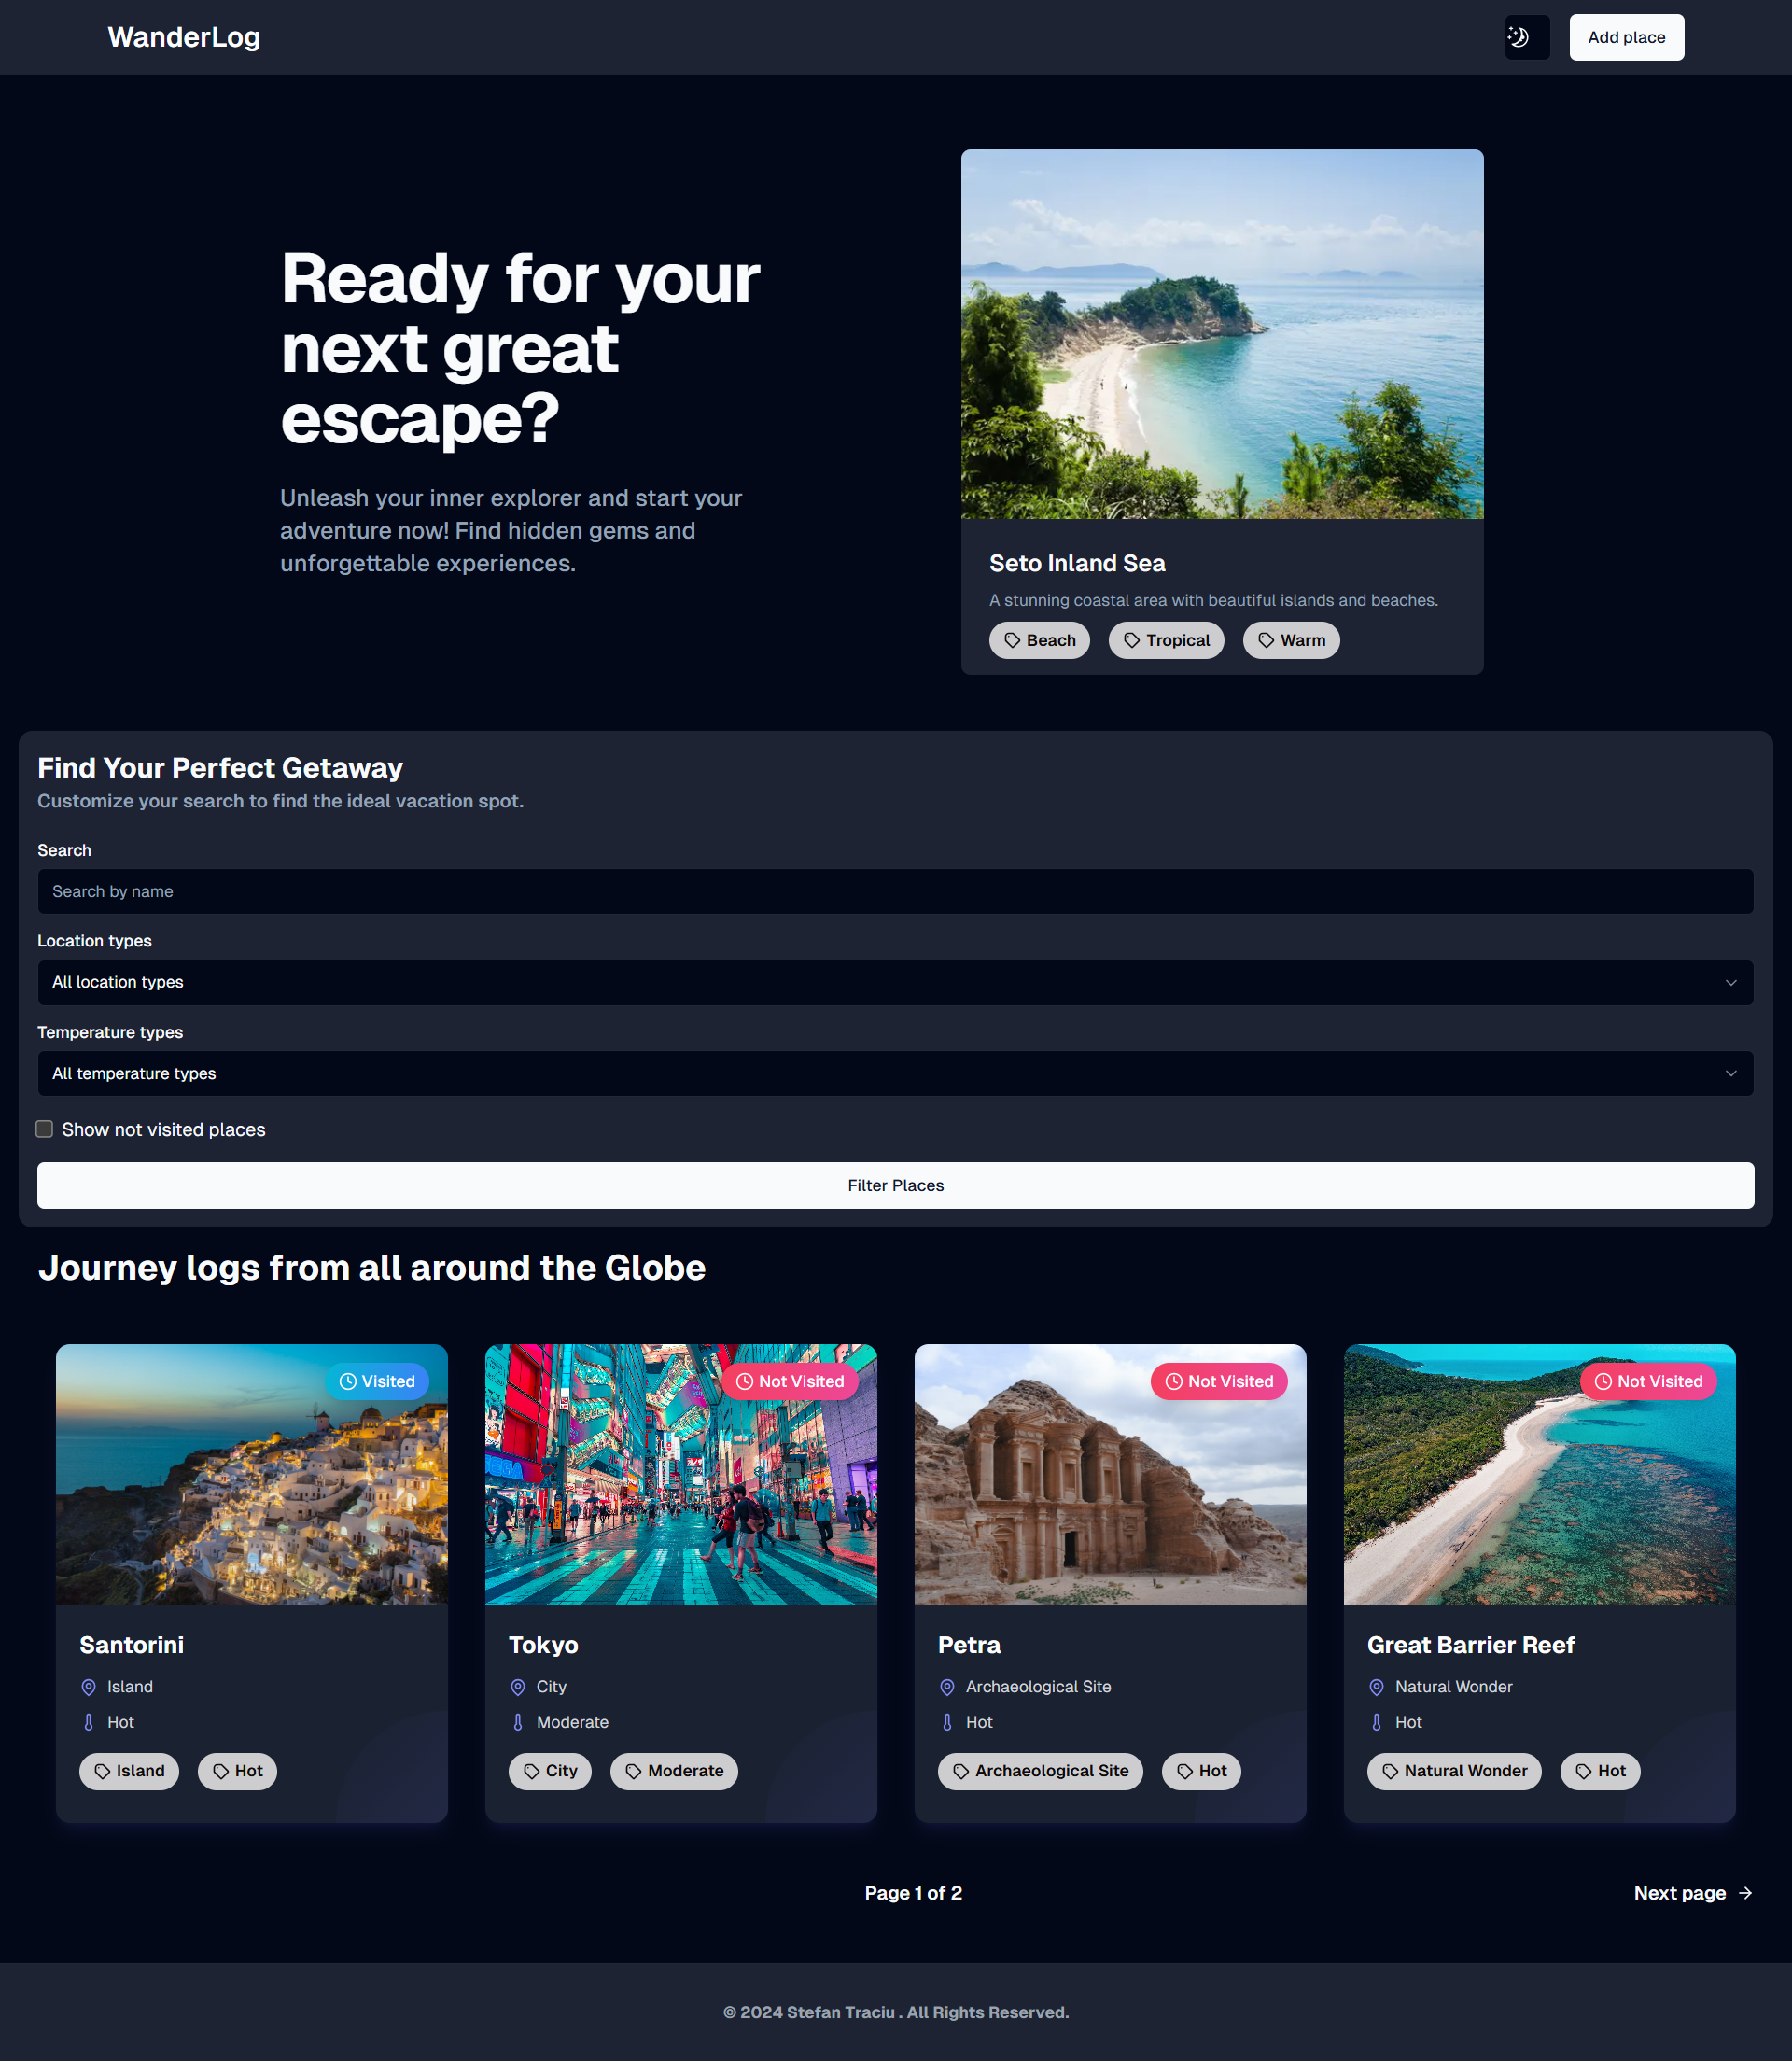 WanderLog
Add place
Ready for your
next great
escape?
Unleash your inner explorer and start your
adventure now! Find hidden gems and
unforgettable experiences.
Seto Inland Sea
A stunning coastal area with beautiful islands and beaches.
Beach Tropical Warm
Find Your Perfect Getaway
Customize your search to find the ideal vacation spot.
Search
Search by name
Location types
All location types
Temperature types
All temperature types
Show not visited places
Filter Places
Journey logs from all around the Globe
Visited
Santorini
Island
Hot
Island Hot
Not Visited
Tokyo
City
Moderate
City Moderate
Not Visited
Petra
Archaeological Site
Hot
Archaeological Site Hot
Not Visited
Great Barrier Reef
Natural Wonder
Hot
Natural Wonder Hot
Page 1 of 2
Next page
© 2024 Stefan Traciu . All Rights Reserved.